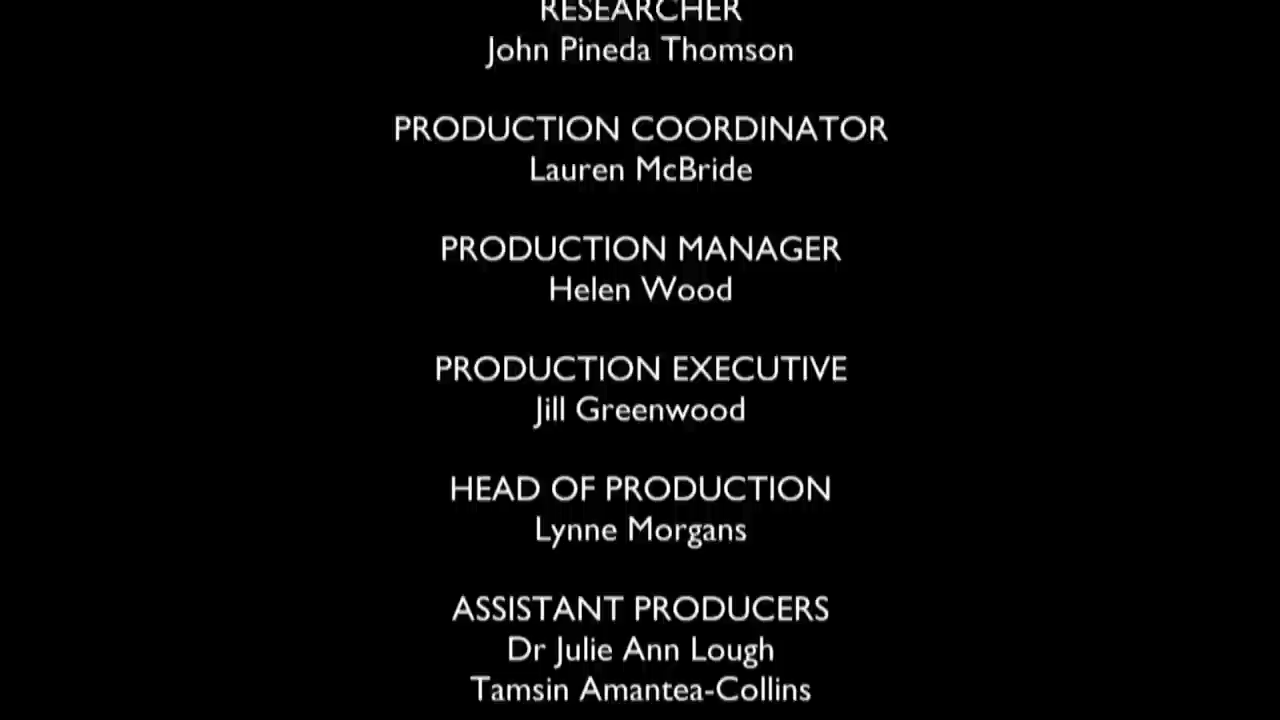 RESEARCHER
John Pineda Thomson
PRODUCTION COORDINATOR
Lauren McBride
PRODUCTION MANAGER
Helen Wood
PRODUCTION EXECUTIVE
Jill Greenwood
HEAD OF PRODUCTION
Lynne Morgans
ASSISTANT PRODUCERS
Dr Julie Ann Lough
Tamsin Amantea-Collins